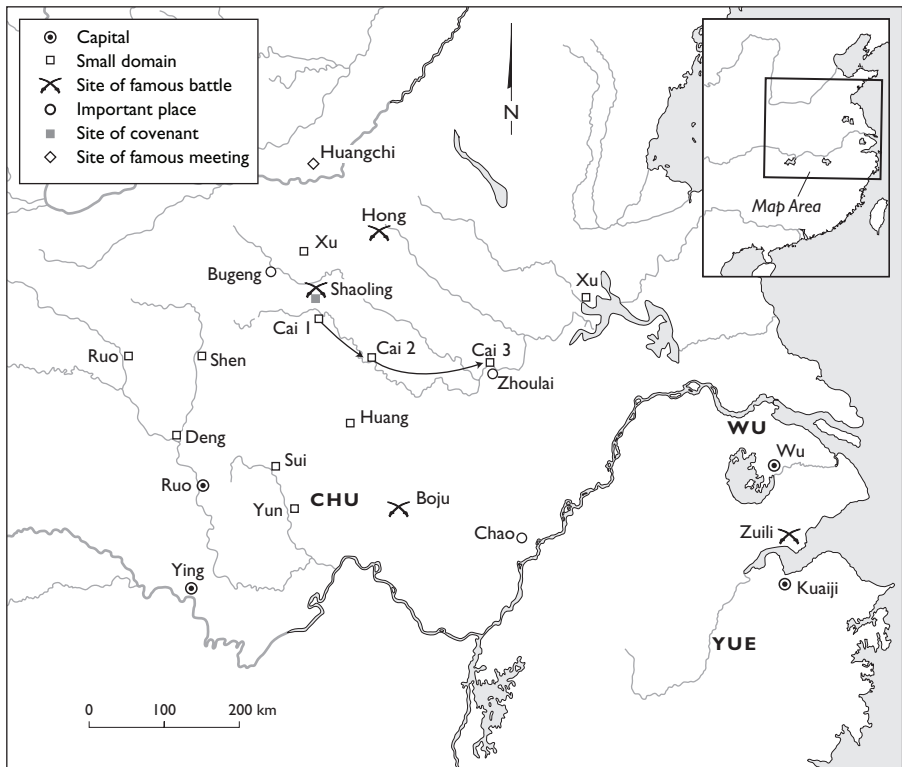 Capital
Small domain
Site of famous battle
Important place
Site of covenant
Site of famous meeting
N
Map Area
Huangchi
Hong
Xu
Bugeng
Shaoling
Xu
Cai 1
Cai 2
Cai 3
Ruo
Shen
Zhoulai
Huang
WU
Deng
Wu
Sui
Ruo
CHU
Yun
Boju
Chao
Zuili
Ying
Kuaiji
YUE
0 100 200 km